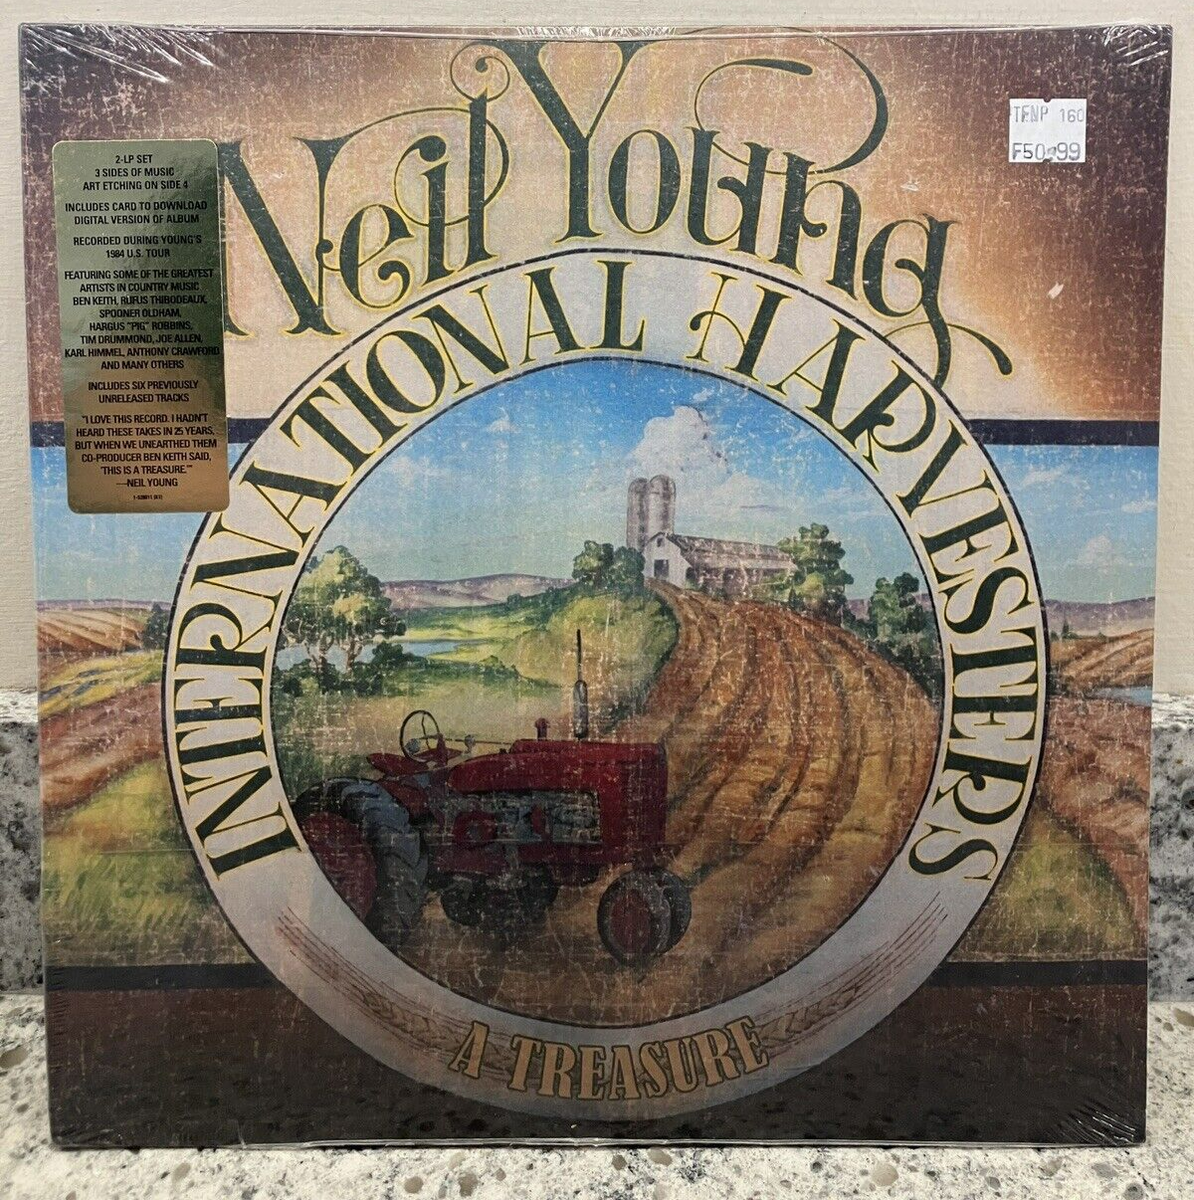 Neil Young
INTERNATIONAL HARVESTERS
A TREASURE
2-LP SET
3 SIDES OF MUSIC
ART ETCHING ON SIDE 4
INCLUDES CARD TO DOWNLOAD
DIGITAL VERSION OF ALBUM
RECORDED DURING YOUNG'S
1984 U.S. TOUR
FEATURING SOME OF THE GREATEST
ARTISTS IN COUNTRY MUSIC
BEN KEITH, RUFUS THIBODEAUX,
SPOONER OLDHAM,
HARGUS "PIG" ROBBINS,
TIM DRUMMOND, JOE ALLEN,
KARL HIMMEL, ANTHONY CRAWFORD
AND MANY OTHERS
INCLUDES SIX PREVIOUSLY
UNRELEASED TRACKS
"I LOVE THIS RECORD. I HADN'T
HEARD THESE TAKES IN 25 YEARS,
BUT WHEN WE UNEARTHED THEM
CO-PRODUCER BEN KEITH SAID,
'THIS IS A TREASURE.'"
—NEIL YOUNG
TFNP 160
F50.99